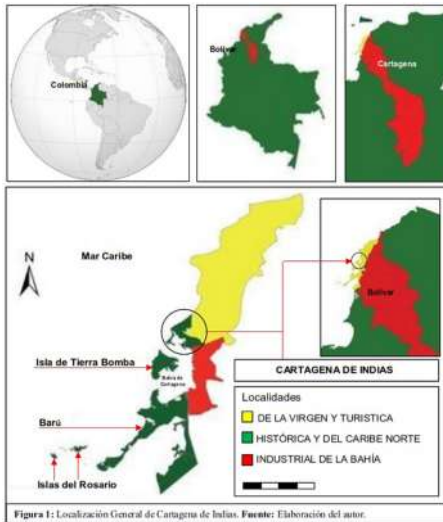 Colombia
Bolívar
Cartagena
N
Mar Caribe
Bolívar
Isla de Tierra Bomba
Bahía de
Cartagena
CARTAGENA DE INDIAS
Localidades
DE LA VIRGEN Y TURISTICA
HISTÓRICA Y DEL CARIBE NORTE
INDUSTRIAL DE LA BAHÍA
Barú
Islas del Rosario
Figura 1: Localización General de Cartagena de Indias. Fuente: Elaboración del autor.